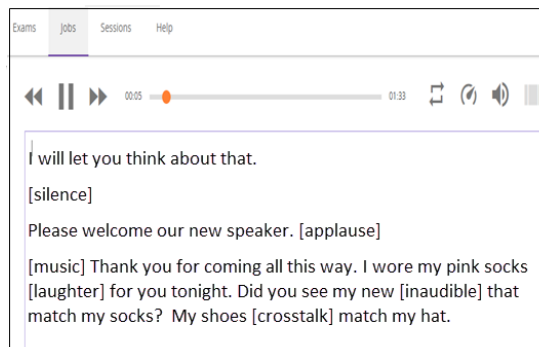 Exams Jobs Sessions Help
00:05 01:33
I will let you think about that.
[silence]
Please welcome our new speaker. [applause]
[music] Thank you for coming all this way. I wore my pink socks
[laughter] for you tonight. Did you see my new [inaudible] that
match my socks?  My shoes [crosstalk] match my hat.